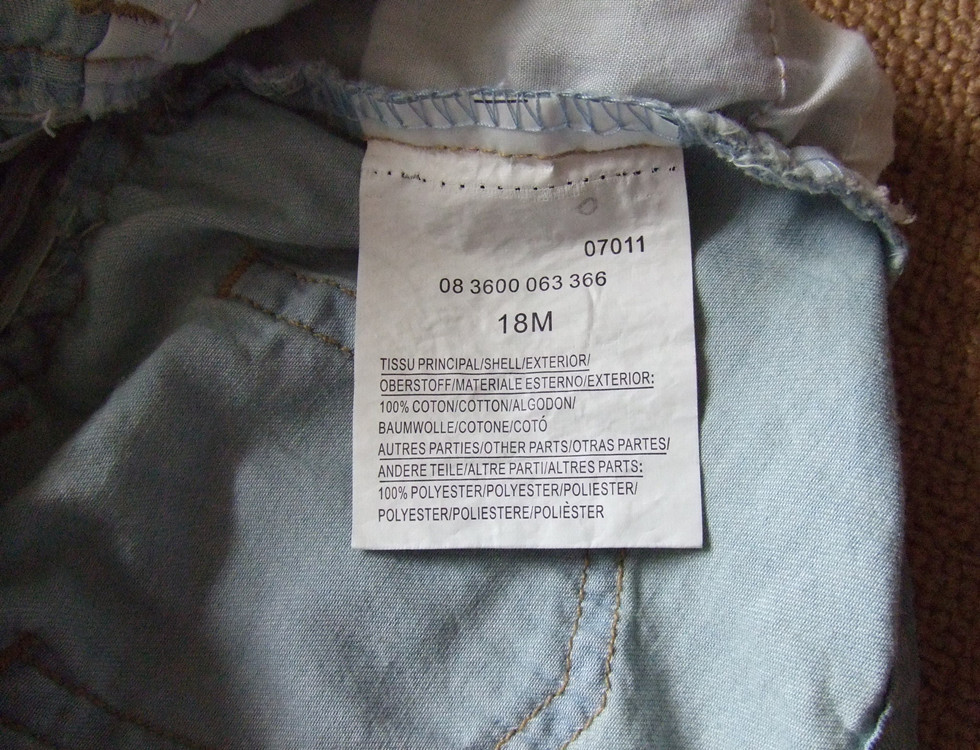 07011
08 3600 063 366
18M
TISSU PRINCIPAL/SHELL/EXTERIOR/
OBERSTOFF/MATERIALE ESTERNO/EXTERIOR:
100% COTON/COTTON/ALGODON/
BAUMWOLLE/COTONE/COTÓ
AUTRES PARTIES/OTHER PARTS/OTRAS PARTES/
ANDERE TEILE/ALTRE PARTI/ALTRES PARTS:
100% POLYESTER/POLYESTER/POLIESTER/
POLYESTER/POLIESTERE/POLIÈSTER